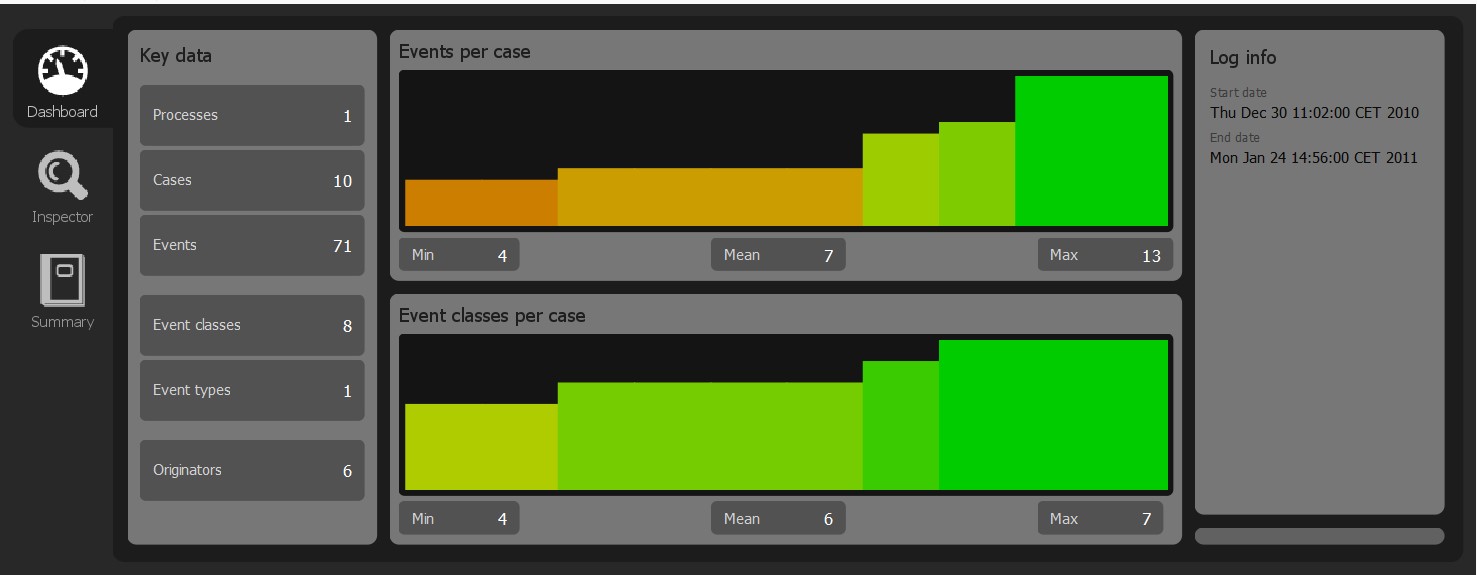 Dashboard
Inspector
Summary
Key data
Processes 1
Cases 10
Events 71
Event classes 8
Event types 1
Originators 6
Events per case
Min 4 Mean 7 Max 13
Event classes per case
Min 4 Mean 6 Max 7
Log info
Start date
Thu Dec 30 11:02:00 CET 2010
End date
Mon Jan 24 14:56:00 CET 2011